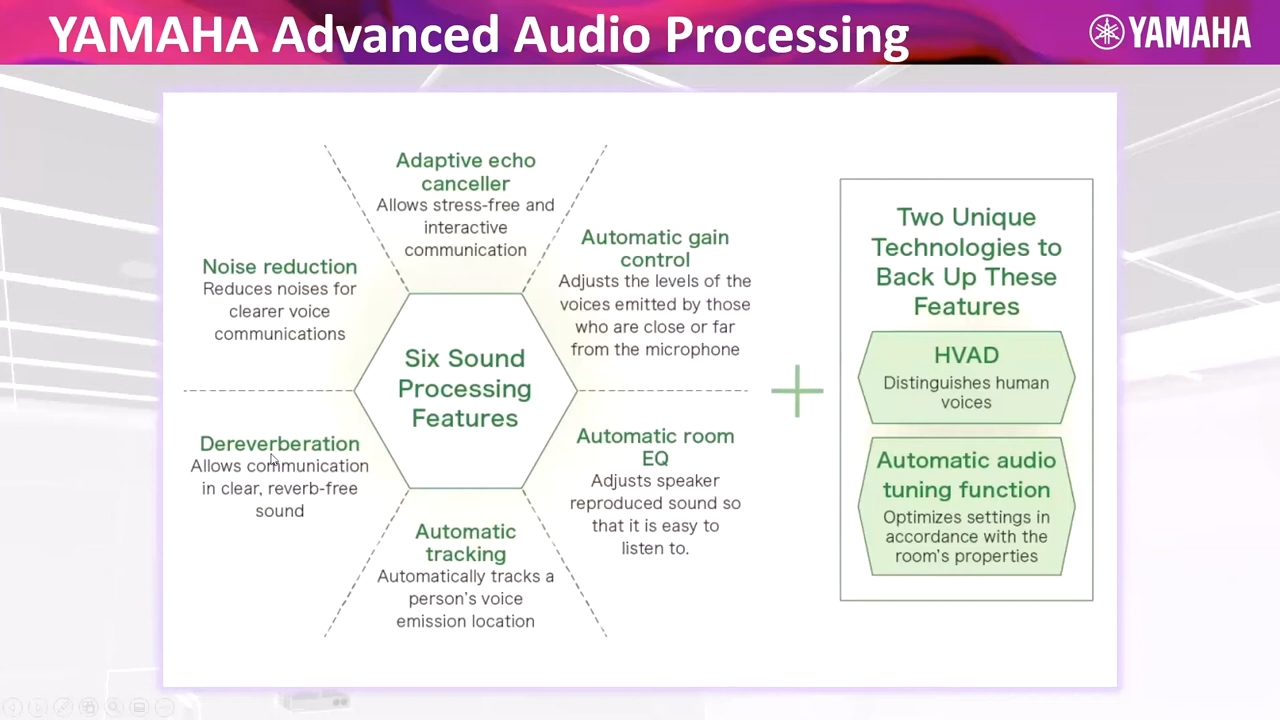 YAMAHA Advanced Audio Processing
YAMAHA
Adaptive echo
canceller
Allows stress-free and
interactive
communication
Automatic gain
control
Adjusts the levels of the
voices emitted by those
who are close or far
from the microphone
Noise reduction
Reduces noises for
clearer voice
communications
Six Sound
Processing
Features
Dereverberation
Allows communication
in clear, reverb-free
sound
Automatic room
EQ
Adjusts speaker
reproduced sound so
that it is easy to
listen to.
Automatic
tracking
Automatically tracks a
person's voice
emission location
Two Unique
Technologies to
Back Up These
Features
HVAD
Distinguishes human
voices
Automatic audio
tuning function
Optimizes settings in
accordance with the
room's properties